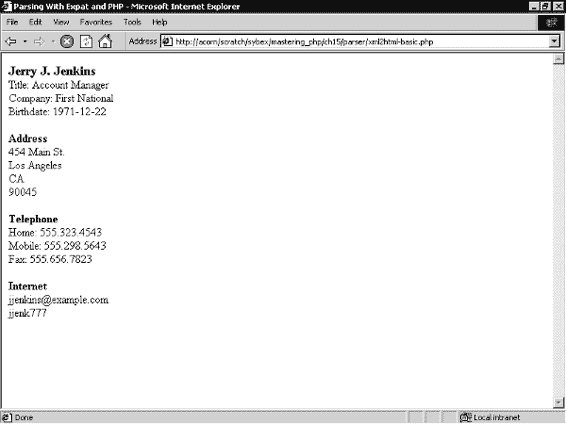 Parsing With Expat and PHP - Microsoft Internet Explorer
File Edit View Favorites Tools Help
Address http://acorn/scratch/sybex/mastering_php/ch15/parser/xml2html-basic.php
Jerry J. Jenkins
Title: Account Manager
Company: First National
Birthdate: 1971-12-22
Address
454 Main St.
Los Angeles
CA
90045
Telephone
Home: 555.323.4543
Mobile: 555.298.5643
Fax: 555.656.7823
Internet
jjenkins@example.com
jjenk777
Done Local intranet